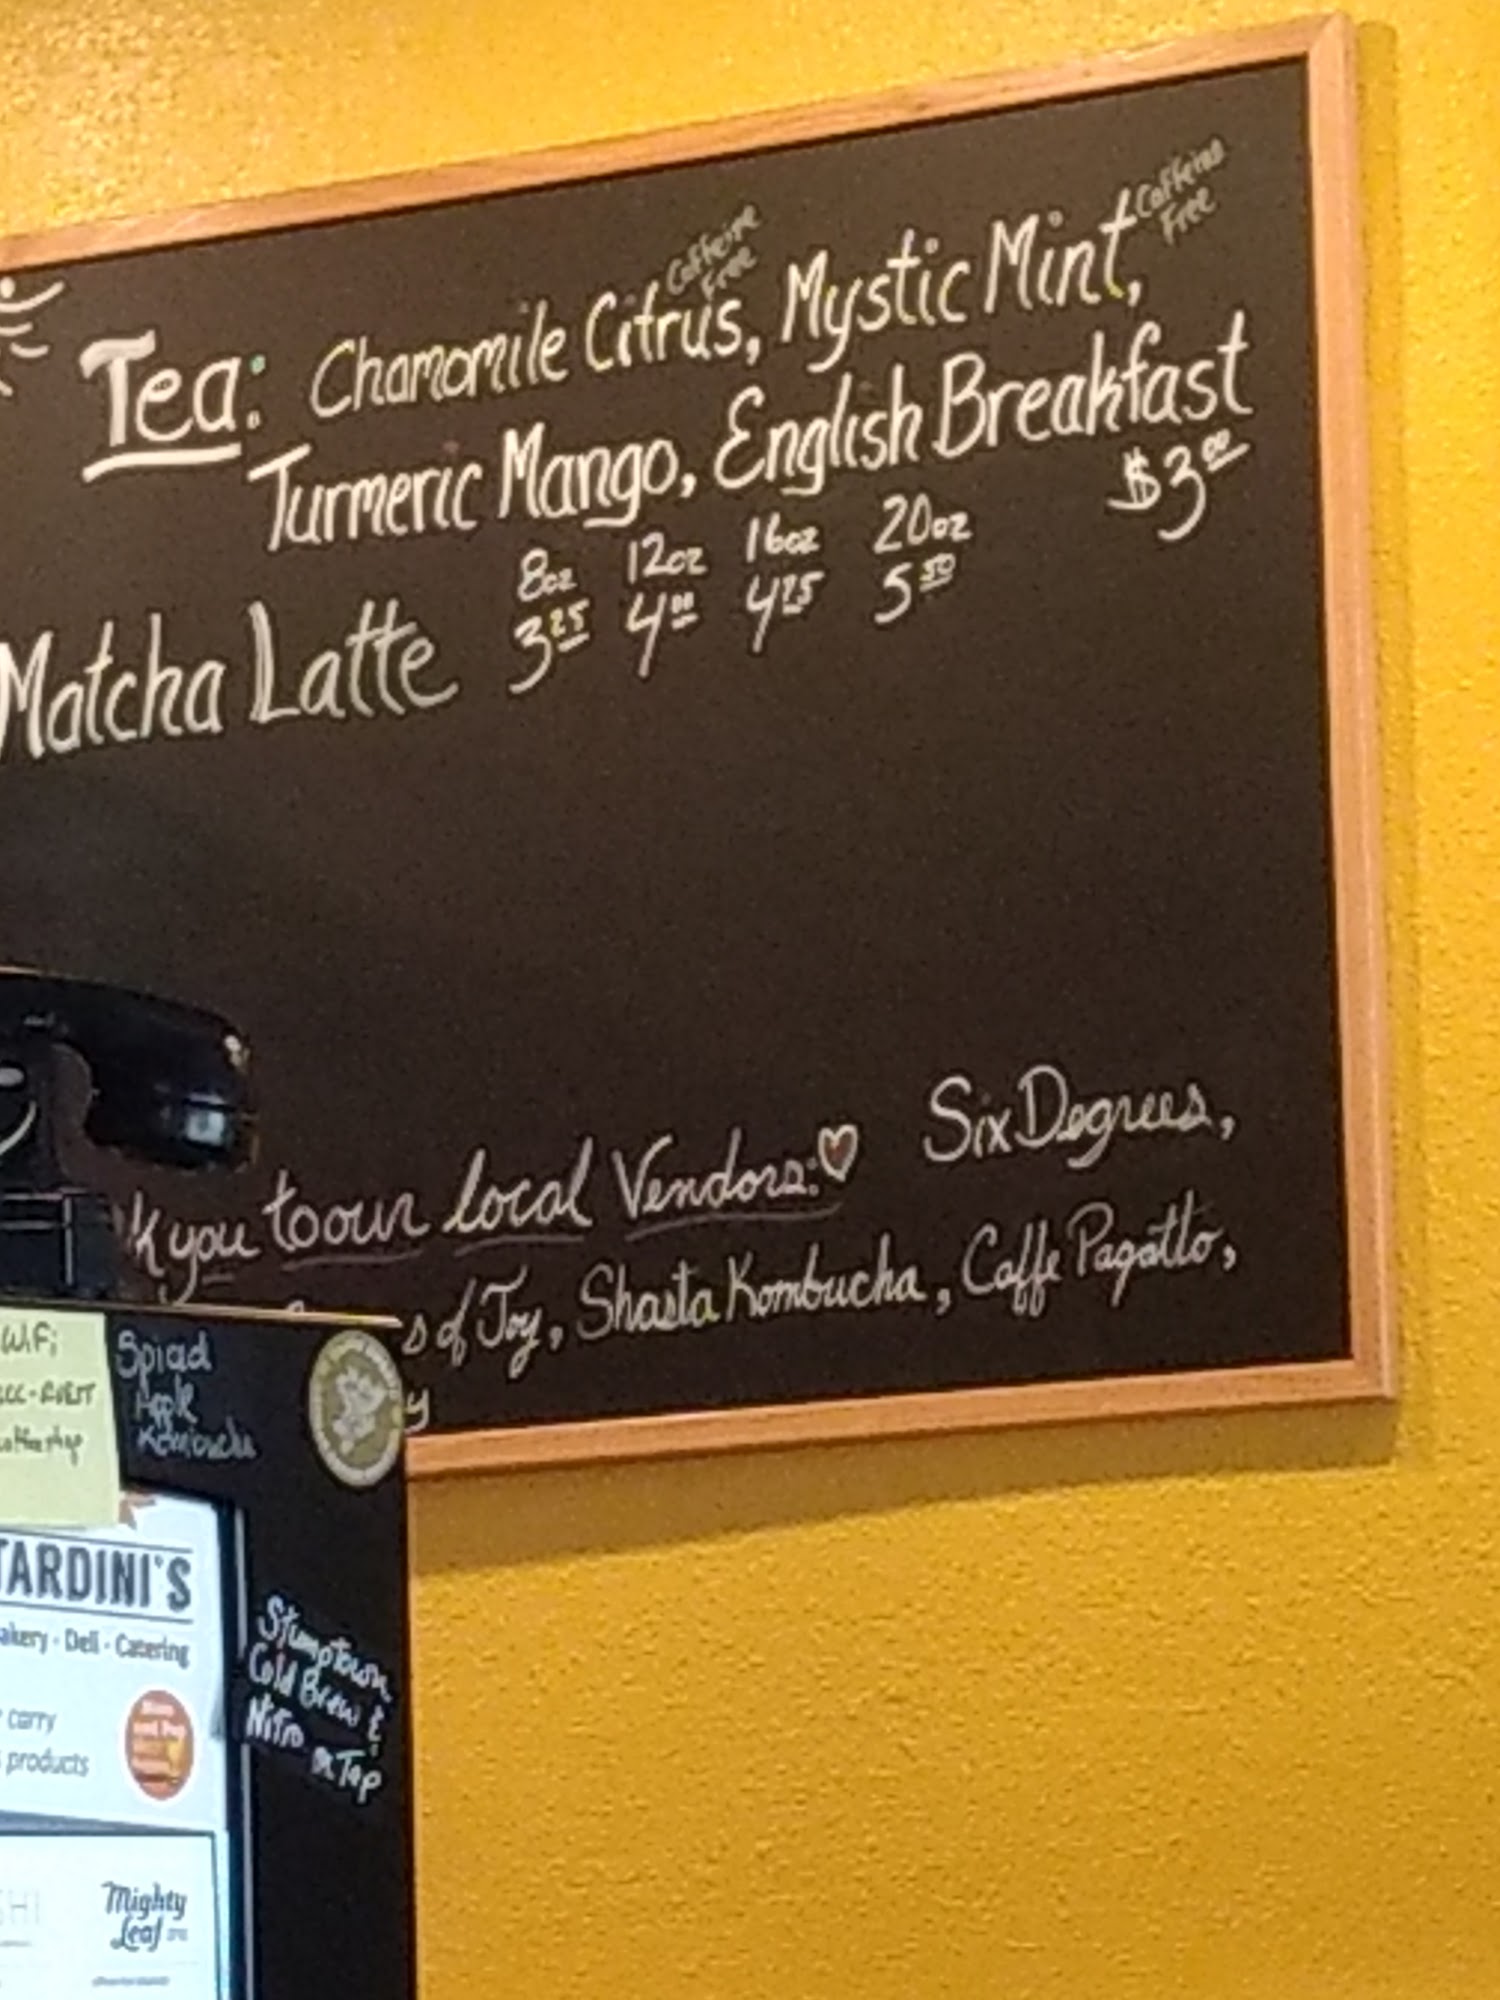 Caffeine
Free
Caffeine
Free
Tea: Chamomile Citrus, Mystic Mint,
Turmeric Mango, English Breakfast
$3.00
8oz 12oz 16oz 20oz
Matcha Latte 3.25 4.00 4.75 5.50
k you to our local Vendors: ♡ Six Degrees,
s of Joy, Shasta Kombucha, Caffe Pagatto,
y
WiFi
Spiced
Apple
Kombucha
TARDINI'S
akery · Deli · Catering
carry
products
Stumptown
Cold Brew &
Nitro on Tap
SHI
Mighty
Leaf